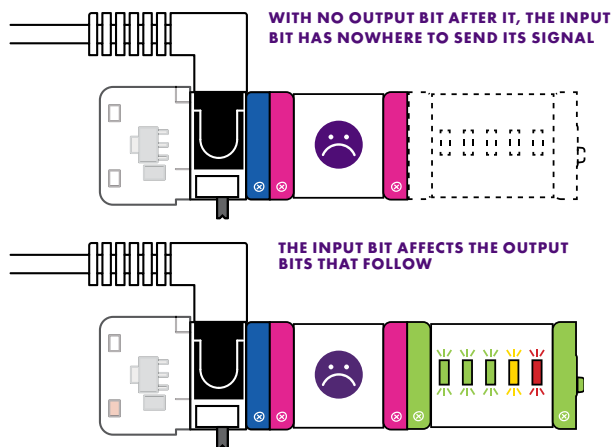 WITH NO OUTPUT BIT AFTER IT, THE INPUT
BIT HAS NOWHERE TO SEND ITS SIGNAL
THE INPUT BIT AFFECTS THE OUTPUT
BITS THAT FOLLOW